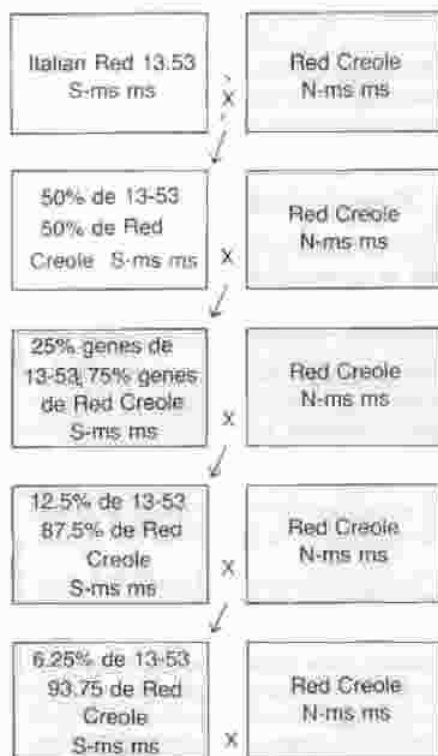 Italian Red 13.53
S-ms ms
X
Red Creole
N-ms ms
50% de 13-53
50% de Red
Creole S-ms ms
X
Red Creole
N-ms ms
25% genes de
13-53, 75% genes
de Red Creole
S-ms ms
X
Red Creole
N-ms ms
12.5% de 13-53
87.5% de Red
Creole
S-ms ms
X
Red Creole
N-ms ms
6.25% de 13-53
93.75 de Red
Creole
S-ms ms
X
Red Creole
N-ms ms